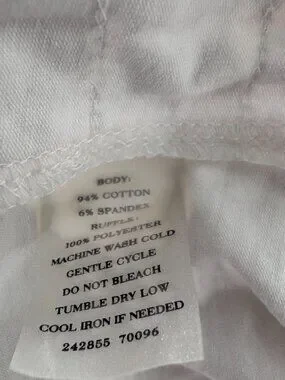 BODY:
94% COTTON
6% SPANDEX
RUFFLE:
100% POLYESTER
MACHINE WASH COLD
GENTLE CYCLE
DO NOT BLEACH
TUMBLE DRY LOW
COOL IRON IF NEEDED
242855 70096